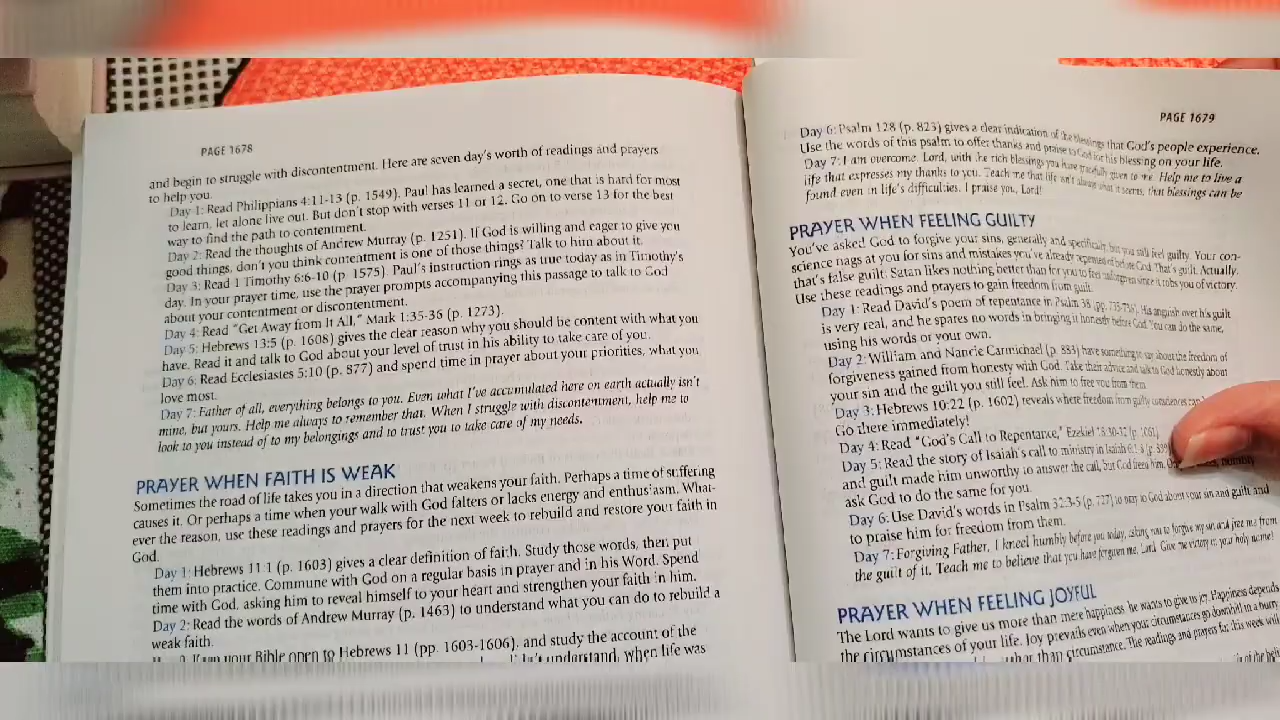 PAGE 1678
and begin to struggle with discontentment. Here are seven day's worth of readings and prayers
to help you.
Day 1: Read Philippians 4:11-13 (p. 1549). Paul has learned a secret, one that is hard for most
to learn, let alone live out. But don't stop with verses 11 or 12. Go on to verse 13 for the best
way to find the path to contentment.
Day 2: Read the thoughts of Andrew Murray (p. 1251). If God is willing and eager to give you
good things, don't you think contentment is one of those things? Talk to him about it.
Day 3: Read 1 Timothy 6:6-10 (p. 1575). Paul's instruction rings as true today as in Timothy's
day. In your prayer time, use the prayer prompts accompanying this passage to talk to God
about your contentment or discontentment.
Day 4: Read "Get Away from It All," Mark 1:35-36 (p. 1273).
Day 5: Hebrews 13:5 (p. 1608) gives the clear reason why you should be content with what you
have. Read it and talk to God about your level of trust in his ability to take care of you.
Day 6: Read Ecclesiastes 5:10 (p. 877) and spend time in prayer about your priorities, what you
love most.
Day 7: Father of all, everything belongs to you. Even what I've accumulated here on earth actually isn't
mine, but yours. Help me always to remember that. When I struggle with discontentment, help me to
look to you instead of to my belongings and to trust you to take care of my needs.
PRAYER WHEN FAITH IS WEAK
Sometimes the road of life takes you in a direction that weakens your faith. Perhaps a time of suffering
causes it. Or perhaps a time when your walk with God falters or lacks energy and enthusiasm. What-
ever the reason, use these readings and prayers for the next week to rebuild and restore your faith in
God.
Day 1: Hebrews 11:1 (p. 1603) gives a clear definition of faith. Study those words, then put
them into practice. Commune with God on a regular basis in prayer and in his Word. Spend
time with God, asking him to reveal himself to your heart and strengthen your faith in him.
Day 2: Read the words of Andrew Murray (p. 1463) to understand what you can do to rebuild a
weak faith.
your Bible open to Hebrews 11 (pp. 1603-1606), and study the account of the
understand, when life was
PAGE 1679
Day 6: Psalm 128 (p. 823) gives a clear indication of the blessings that God's people experience.
Use the words of this psalm to offer thanks and praise to God for his blessing on your life.
Day 7: I am overcome, Lord, with the rich blessings you have gracefully given to me. Help me to live a
life that expresses my thanks to you. Teach me that life isn't always what it seems, that blessings can be
found even in life's difficulties. I praise you, Lord!
PRAYER WHEN FEELING GUILTY
You've asked God to forgive your sins, generally and specifically, but you still feel guilty. Your con-
science nags at you for sins and mistakes you've already repented of before God. That's guilt. Actually,
that's false guilt. Satan likes nothing better than for you to feel unforgiven since it robs you of victory.
Use these readings and prayers to gain freedom from guilt.
Day 1: Read David's poem of repentance in Psalm 38 (pp. 735-736). His anguish over his guilt
is very real, and he spares no words in bringing it honestly before God. You can do the same,
using his words or your own.
Day 2: William and Nancie Carmichael (p. 883) have something to say about the freedom of
forgiveness gained from honesty with God. Take their advice and talk to God honestly about
your sin and the guilt you still feel. Ask him to free you from them.
Day 3: Hebrews 10:22 (p. 1602) reveals where freedom from guilty consciences can
Go there immediately!
Day 4: Read "God's Call to Repentance," Ezekiel 18:30-32
Day 5: Read the story of Isaiah's call to ministry in Isaiah
and guilt made him unworthy to answer the call, but God freed him. humbly
ask God to do the same for you.
Day 6: Use David's words in Psalm 32:3-5 (p. 727) to pray to God about your sin and guilt and
to praise him for freedom from them.
Day 7: Forgiving Father, I kneel humbly before you today, asking you to forgive my sin and free me from
the guilt of it. Teach me to believe that you have forgiven me, Lord. Give me victory in your holy name!
PRAYER WHEN FEELING JOYFUL
The Lord wants to give us more than mere happiness, he wants to give us joy. Happiness depends
the circumstances of your life. Joy prevails even when your circumstances go downhill in a hurry
than circumstance. The readings and prayers for this week will